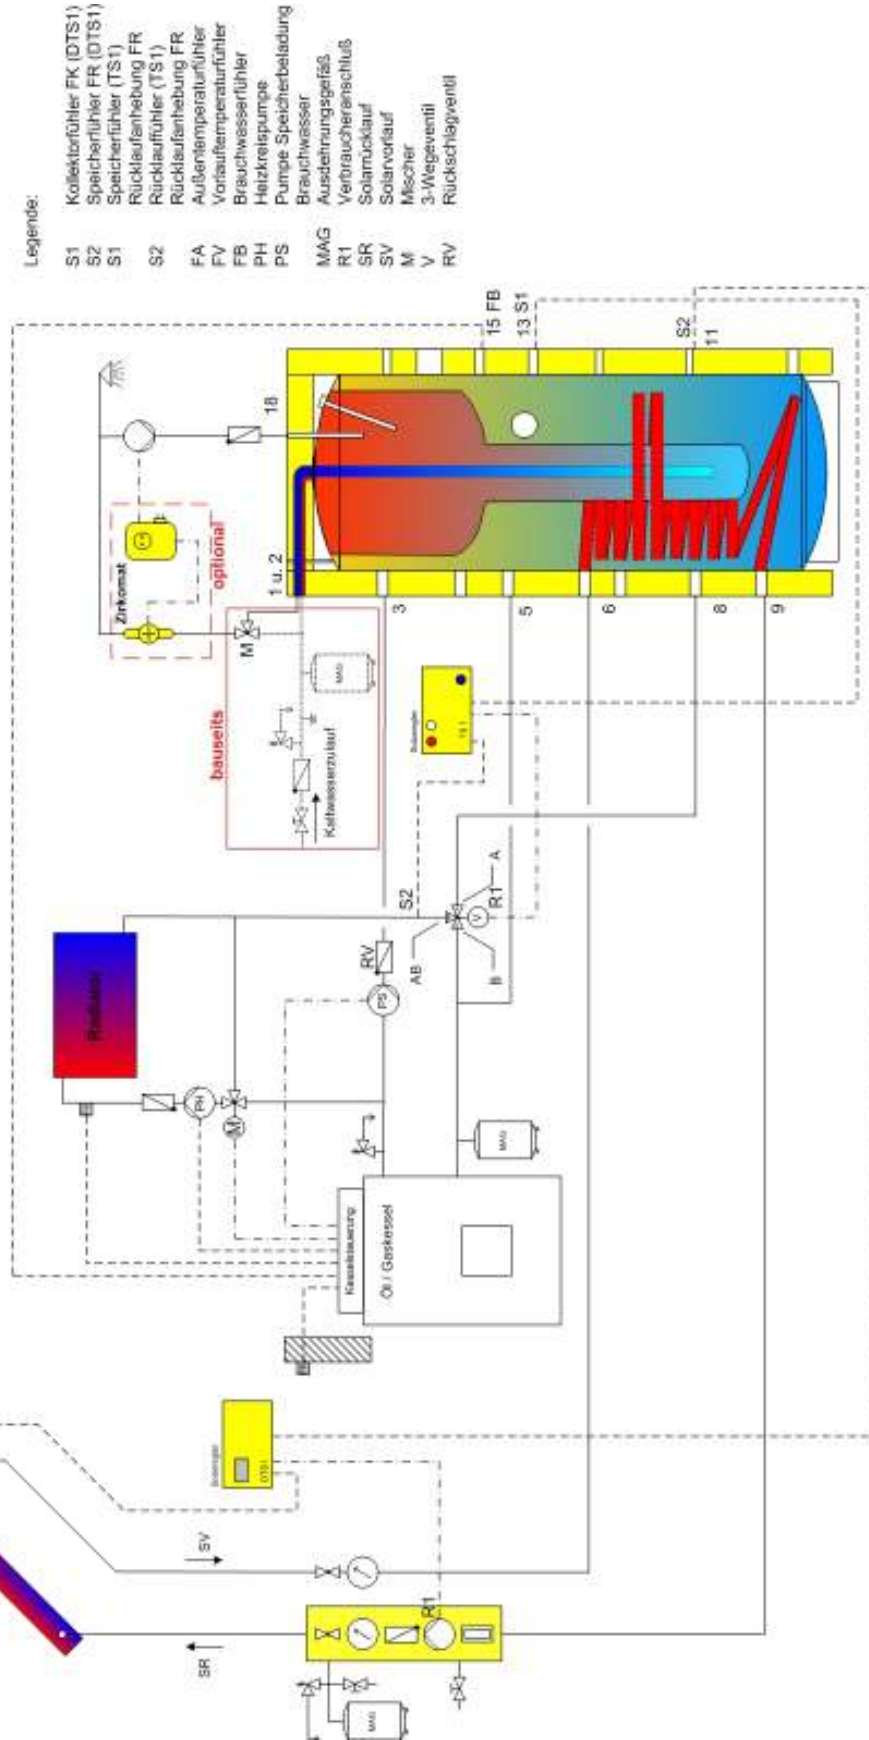 Legende:
S1 Kollektorfühler FK (DTS1)
S2 Speicherfühler FR (DTS1)
S1 Speicherfühler (TS1)
Rücklaufanhebung FR
S2 Rücklauffühler (TS1)
Rücklaufanhebung FR
FA Außentemperaturfühler
FV Vorlauftemperaturfühler
FB Brauchwasserfühler
PH Heizkreispumpe
PS Pumpe Speicherbeladung
Brauchwasser
MAG Ausdehnungsgefäß
R1 Verbraucheranschluß
SR Solarrücklauf
SV Solarvorlauf
M Mischer
V 3-Wegeventil
RV Rückschlagventil
15 FB
13 S1
S2
11
18
1 u. 2
3
5
6
8
9
Zirkomat
optional
M
bauseits
MAG
Kaltwasserzulauf
TS 1
Radiator
RV
PS
S2
AB
A
R1
V
B
PH
M
MAG
Kesselsteuerung
Öl / Gaskessel
DTS1
SV
SR
R1
MAG